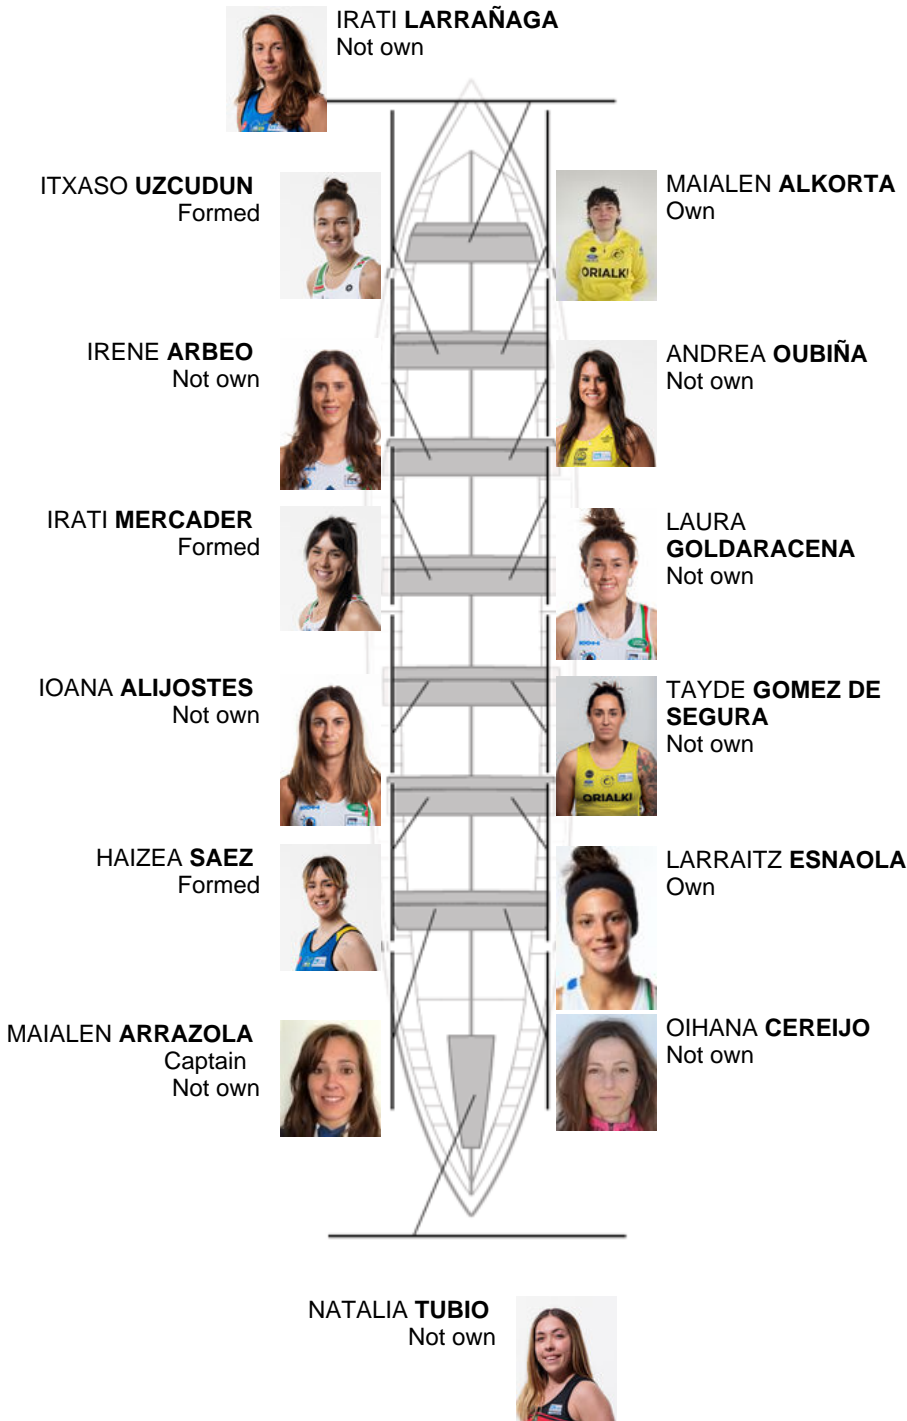 IRATI LARRAÑAGA
Not own
ITXASO UZCUDUN
Formed
MAIALEN ALKORTA
Own
ORIALKI
IRENE ARBEO
Not own
ANDREA OUBIÑA
Not own
IRATI MERCADER
Formed
LAURA
GOLDARACENA
Not own
IOANA ALIJOSTES
Not own
TAYDE GOMEZ DE
SEGURA
Not own
ORIALKI
HAIZEA SAEZ
Formed
LARRAITZ ESNAOLA
Own
MAIALEN ARRAZOLA
Captain
Not own
OIHANA CEREIJO
Not own
NATALIA TUBIO
Not own